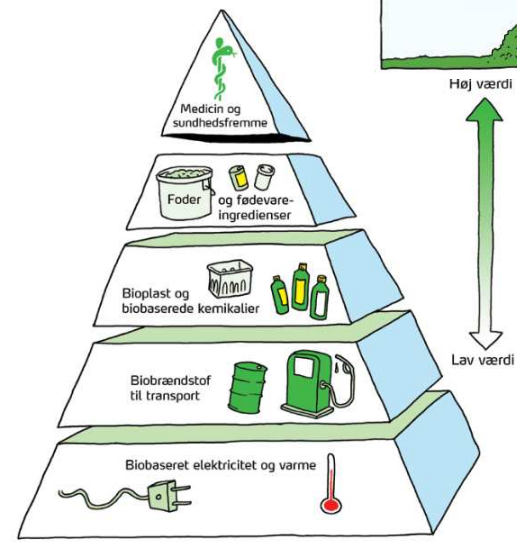 Høj værdi
Medicin og
sundhedsfremme
Foder og fødevare-
ingredienser
Bioplast og
biobaserede kemikalier
Lav værdi
Biobrændstof
til transport
Biobaseret elektricitet og varme